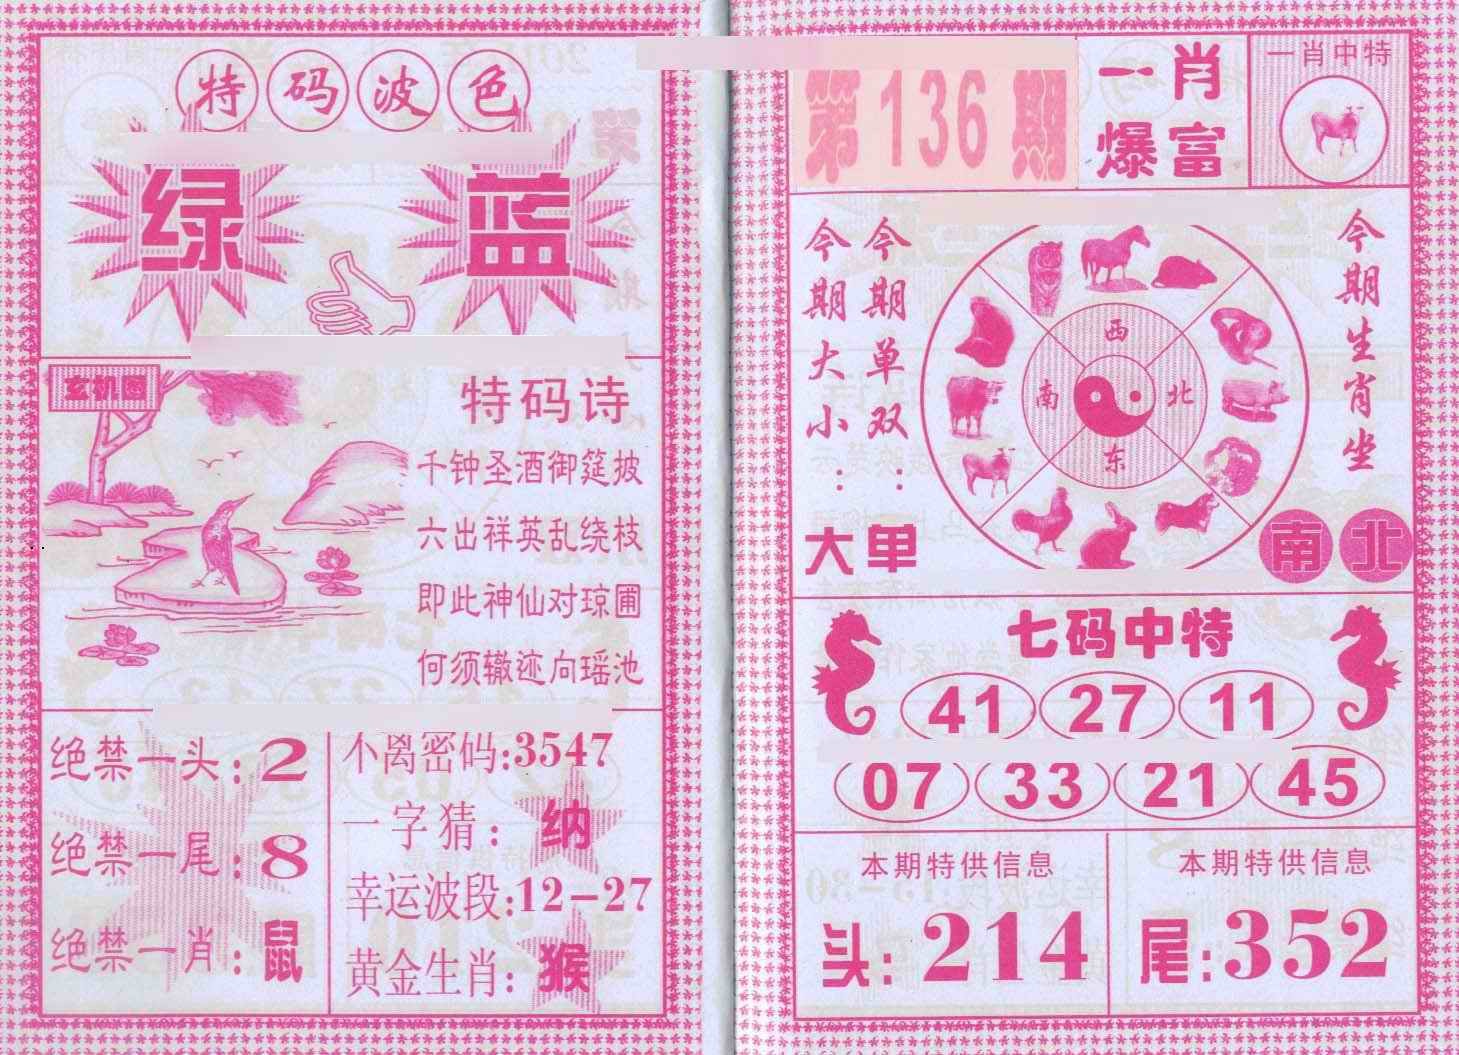 特码波色
绿 蓝
玄机图
特码诗
千钟圣酒御筵披
六出祥英乱绕枝
即此神仙对琼圃
何须辙迹向瑶池
绝禁一头:2
绝禁一尾:8
绝禁一肖:鼠
不离密码:3547
一字猜:纳
幸运波段:12-27
黄金生肖:猴
第136期
一肖
爆富
一肖中特
今期大小:
大
今期单双:
单
西
南
北
东
今期生肖坐
南 北
七码中特
41 27 11
07 33 21 45
本期特供信息
头:214
本期特供信息
尾:352